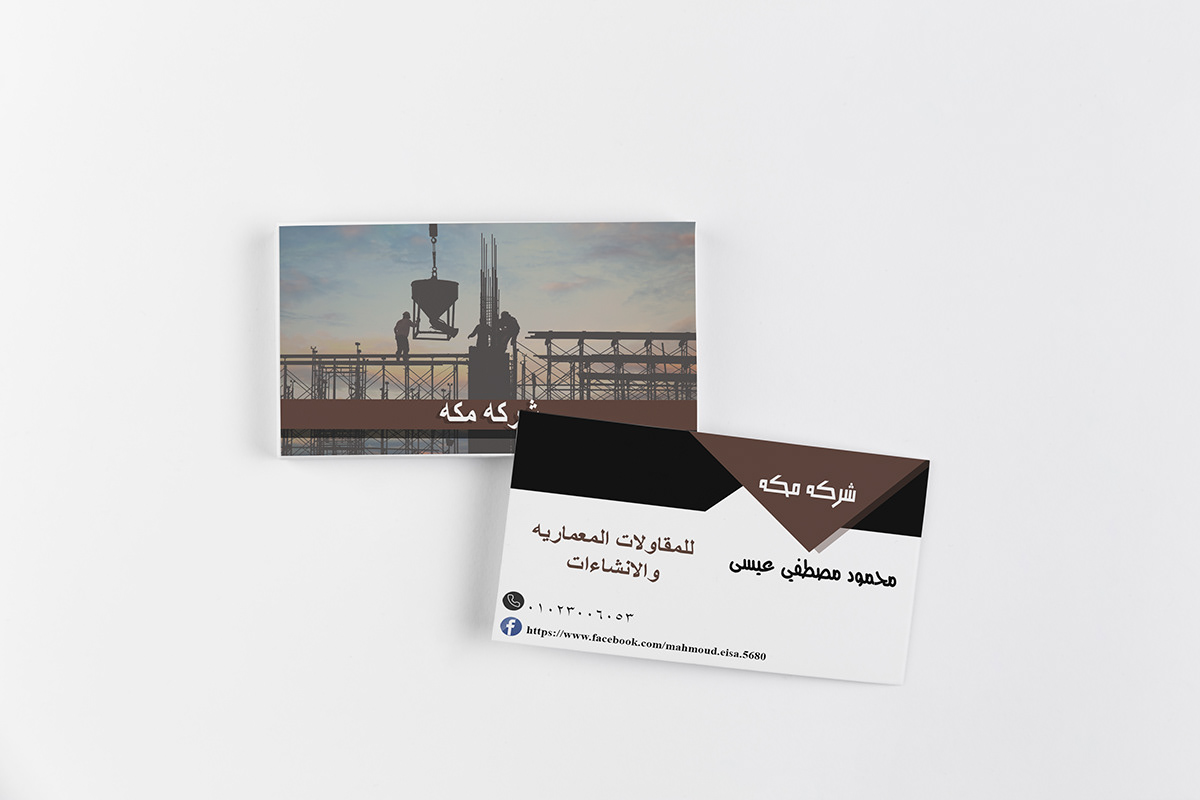 شركه مكه
شركه مكه
للمقاولات المعماريه
والانشاءات
محمود مصطفي عيسى
٠١٠٢٣٠٠٦٠٥٣
https://www.facebook.com/mahmoud.eisa.5680